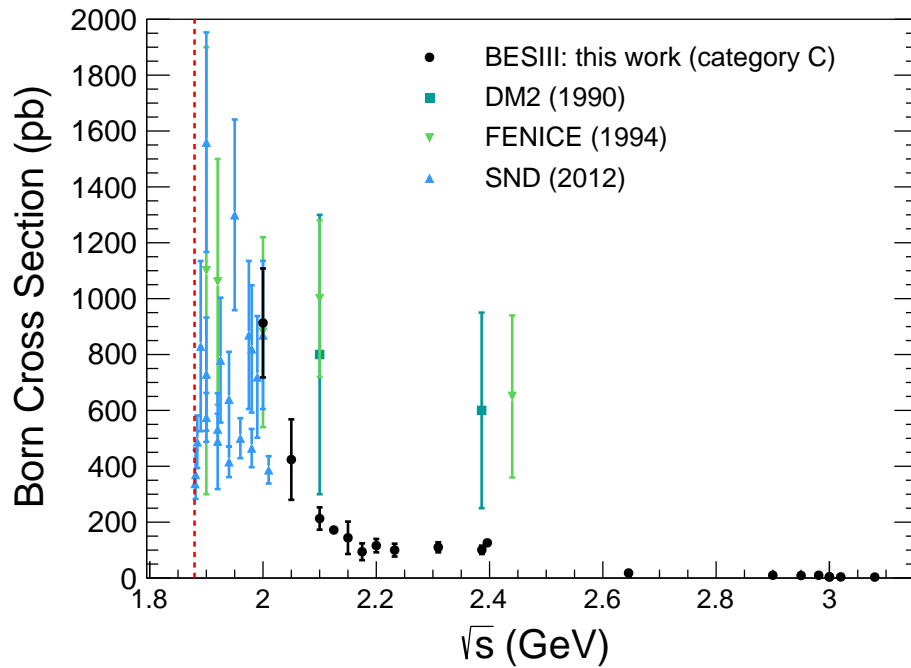 2000
1800
1600
1400
1200
1000
800
600
400
200
0
Born Cross Section (pb)
BESIII: this work (category C)
DM2 (1990)
FENICE (1994)
SND (2012)
1.8 2 2.2 2.4 2.6 2.8 3
√s (GeV)